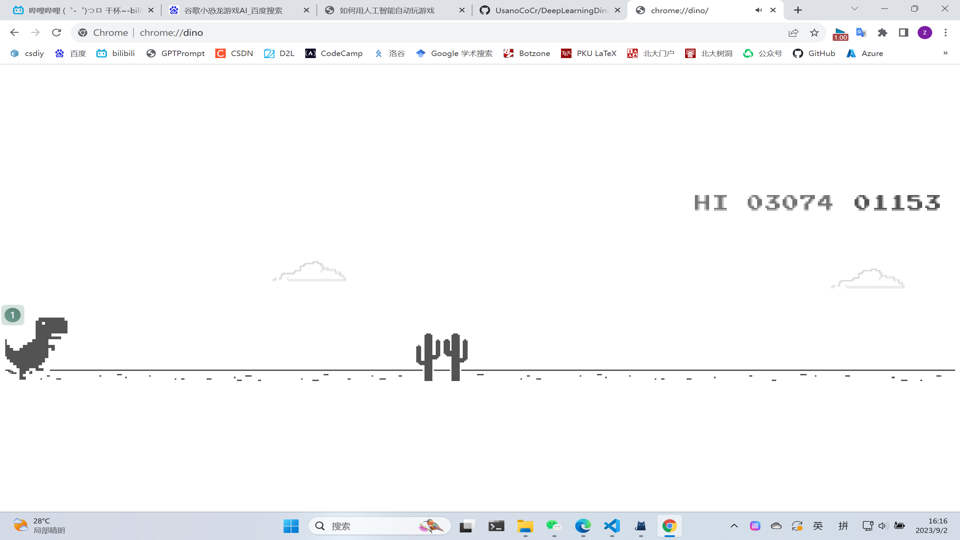 哔哩哔哩 (゜-゜)つロ 干杯~-bili
谷歌小恐龙游戏AI_百度搜索
如何用人工智能自动玩游戏
UsanoCoCr/DeepLearningDin
chrome://dino/
Chrome | chrome://dino
1.00
z
csdiy
百度
bilibili
GPTPrompt
CSDN
D2L
CodeCamp
洛谷
Google 学术搜索
Botzone
PKU LaTeX
北大门户
北大树洞
公众号
GitHub
Azure
»
HI 03074 01153
1
28°C
局部晴朗
搜索
英
拼
16:16
2023/9/2